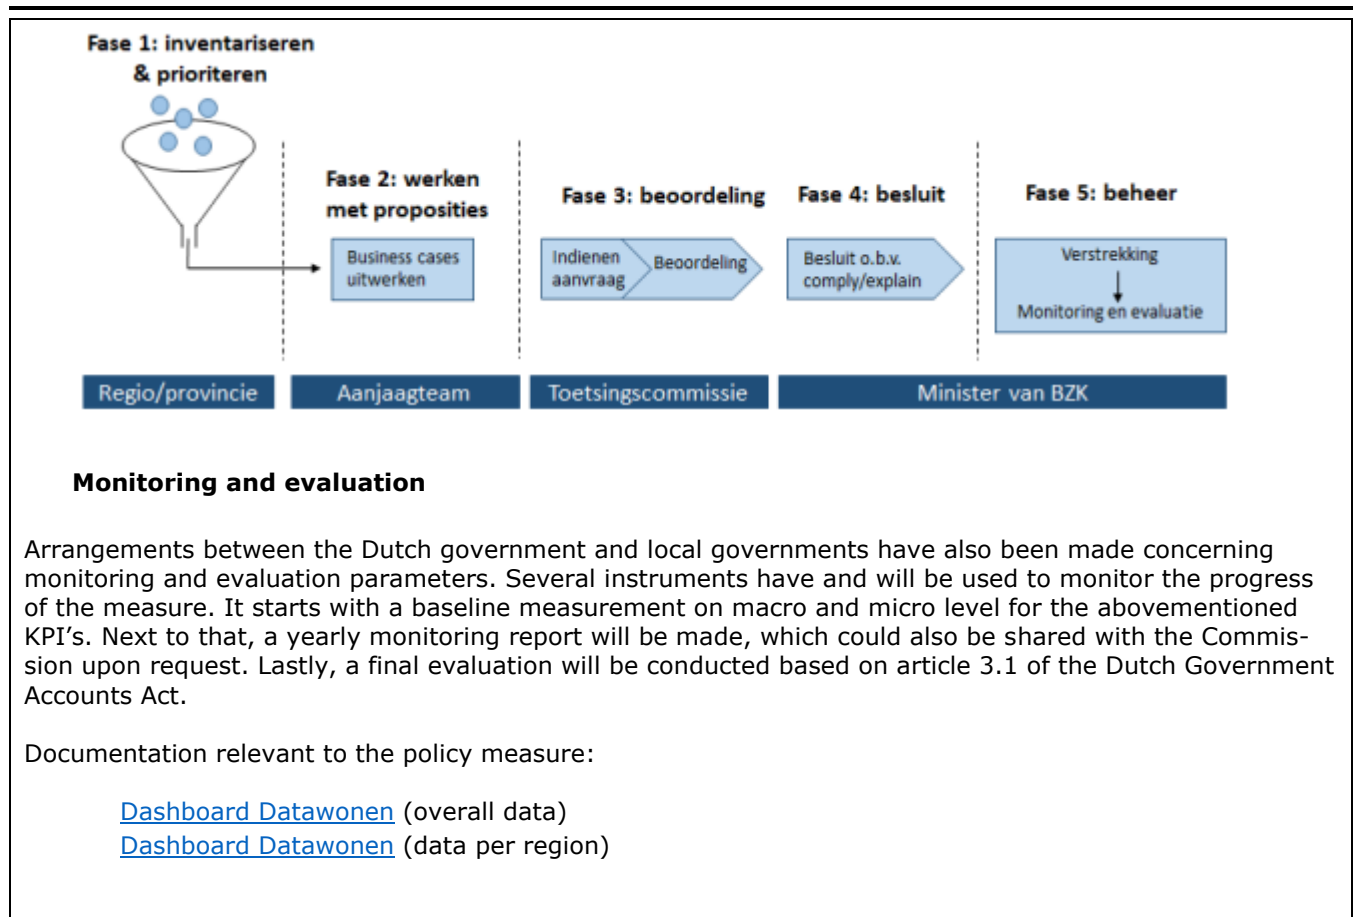 Fase 1: inventariseren
& prioriteren
Fase 2: werken
met proposities
Fase 3: beoordeling
Fase 4: besluit
Fase 5: beheer
Business cases
uitwerken
Indienen
aanvraag
Beoordeling
Besluit o.b.v.
comply/explain
Verstrekking
Monitoring en evaluatie
Regio/provincie
Aanjaagteam
Toetsingscommissie
Minister van BZK
Monitoring and evaluation
Arrangements between the Dutch government and local governments have also been made concerning
monitoring and evaluation parameters. Several instruments have and will be used to monitor the progress
of the measure. It starts with a baseline measurement on macro and micro level for the abovementioned
KPI's. Next to that, a yearly monitoring report will be made, which could also be shared with the Commis-
sion upon request. Lastly, a final evaluation will be conducted based on article 3.1 of the Dutch Government
Accounts Act.
Documentation relevant to the policy measure:
Dashboard Datawonen (overall data)
Dashboard Datawonen (data per region)